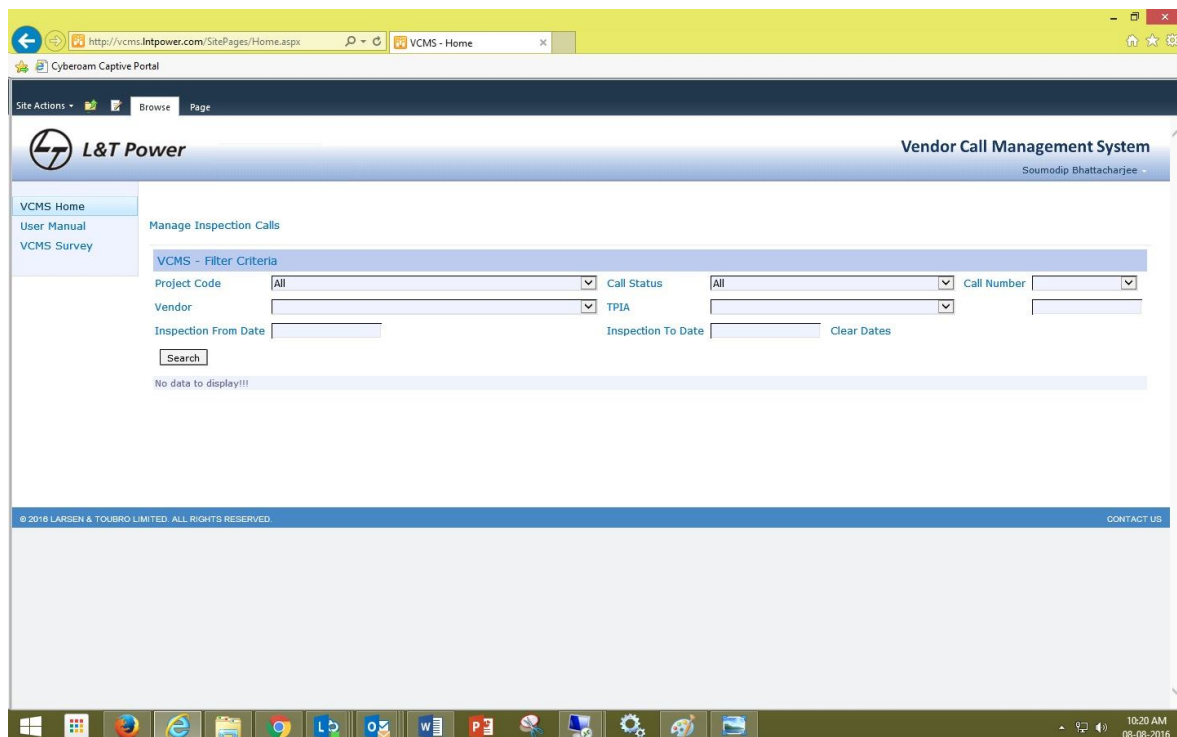 http://vcms.lntpower.com/SitePages/Home.aspx
VCMS - Home
Cyberoam Captive Portal
Site Actions
Browse
Page
LT
L&T Power
Vendor Call Management System
Soumodip Bhattacharjee
VCMS Home
User Manual
VCMS Survey
Manage Inspection Calls
VCMS - Filter Criteria
Project Code All Call Status All Call Number
Vendor TPIA
Inspection From Date Inspection To Date Clear Dates
Search
No data to display!!!
© 2016 LARSEN & TOUBRO LIMITED. ALL RIGHTS RESERVED. CONTACT US
10:20 AM
08-08-2016